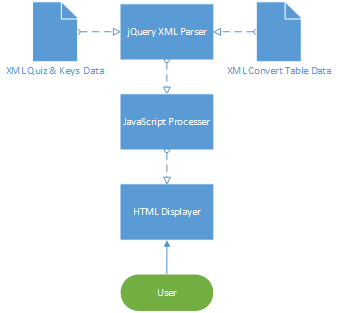 jQuery XML Parser
XML Quiz & Keys Data
XML Convert Table Data
JavaScript Processer
HTML Displayer
User